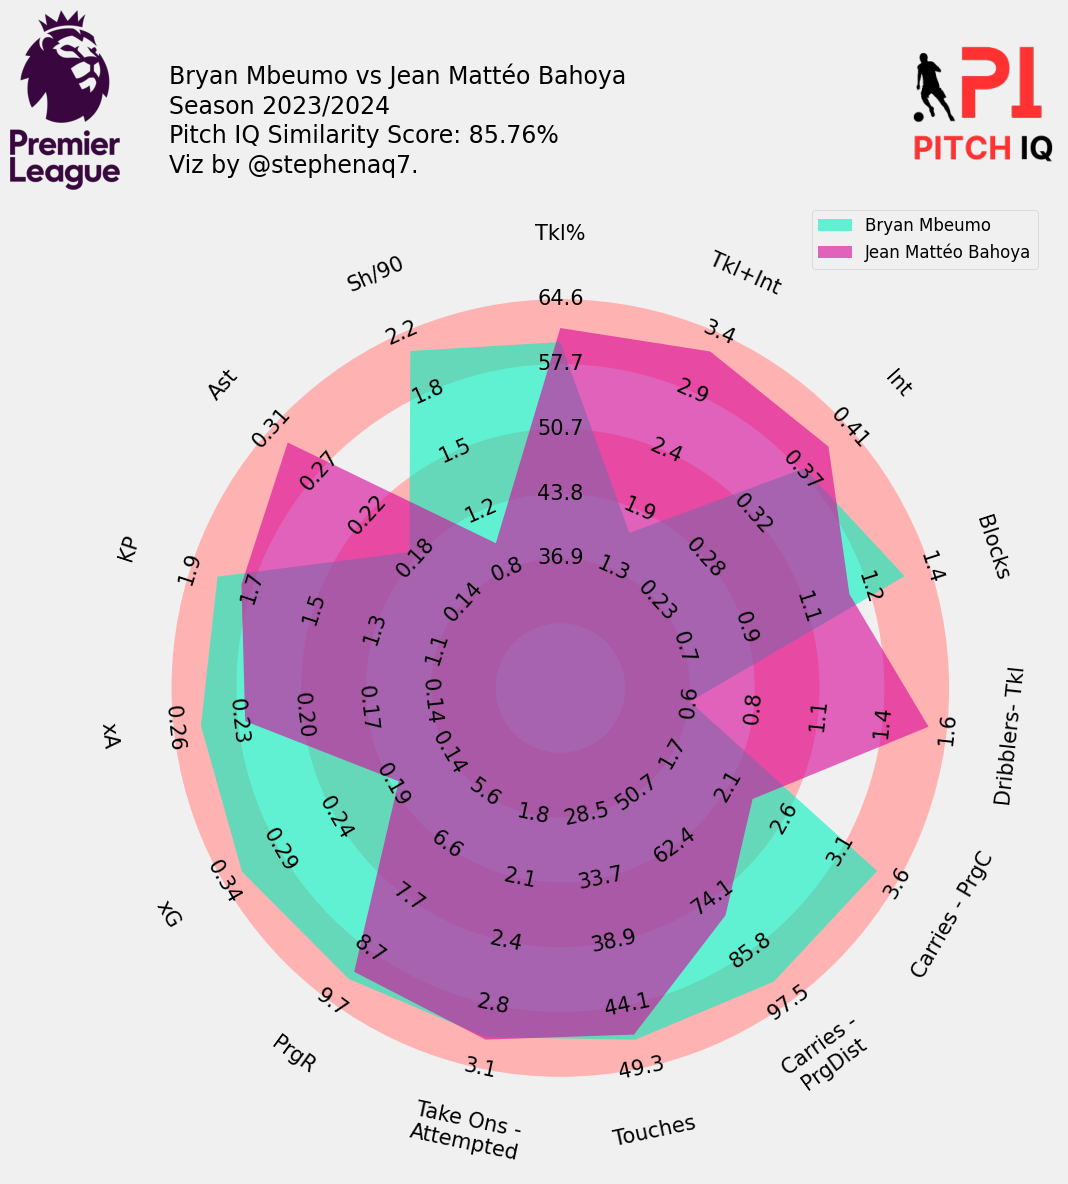 Premier
League
Bryan Mbeumo vs Jean Mattéo Bahoya
Season 2023/2024
Pitch IQ Similarity Score: 85.76%
Viz by @stephenaq7.
PI
PITCH IQ
Bryan Mbeumo
Jean Mattéo Bahoya
Tkl%
36.9
43.8
50.7
57.7
64.6
Tkl+Int
1.3
1.9
2.4
2.9
3.4
Int
0.23
0.28
0.32
0.37
0.41
Blocks
0.7
0.9
1.1
1.2
1.4
Dribblers- Tkl
0.6
0.8
1.1
1.4
1.6
Carries - PrgC
1.7
2.1
2.6
3.1
3.6
Carries -
PrgDist
50.7
62.4
74.1
85.8
97.5
Touches
28.5
33.7
38.9
44.1
49.3
Take Ons -
Attempted
1.8
2.1
2.4
2.8
3.1
PrgR
5.6
6.6
7.7
8.7
9.7
xG
0.14
0.19
0.24
0.29
0.34
xA
0.14
0.17
0.20
0.23
0.26
KP
1.1
1.3
1.5
1.7
1.9
Ast
0.14
0.18
0.22
0.27
0.31
Sh/90
0.8
1.2
1.5
1.8
2.2